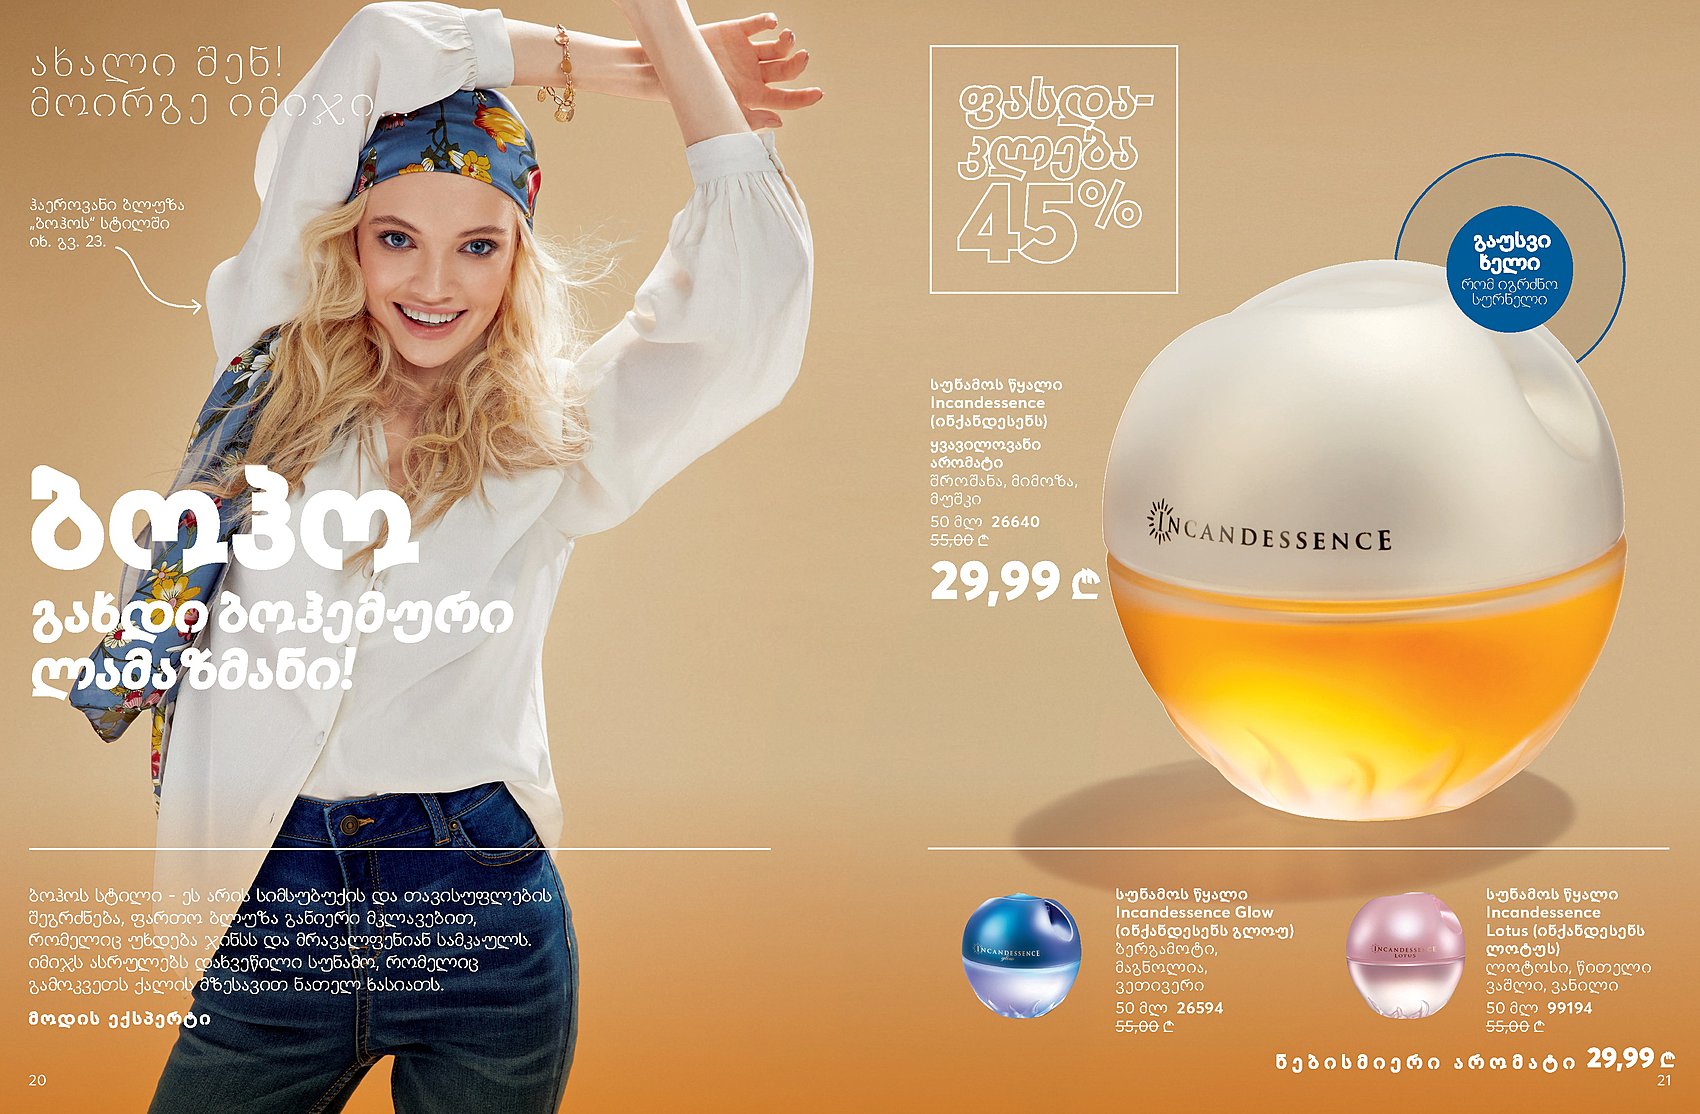 ახალი შენ!
მოირგე იმიჯი
ჰაეროვანი ბლუზა
„ბოჰოს“ სტილში
იხ. გვ. 23.
ბოჰო
გახდი ბოჰემური
ლამაზმანი!
ბოჰოს სტილი - ეს არის სიმსუბუქის და თავისუფლების
შეგრძნება, ფართო ბლუზა განიერი მკლავებით,
რომელიც უხდება ჯინსს და მრავალფენიან სამკაულს.
იმიჯს ასრულებს დახვეწილი სუნამო, რომელიც
გამოკვეთს ქალის მზესავით ნათელ ხასიათს.
მოდის ექსპერტი
20
ფასდა-
კლება
45%
გაუსვი
ხელი
რომ იგრძნო
სურნელი
სუნამოს წყალი
Incandessence
(ინქანდესენს)
ყვავილოვანი
არომატი
შროშანა, მიმოზა,
მუშკი
50 მლ 26640
55,00 ₾
29,99 ₾
INCANDESSENCE
INCANDESSENCE
glow
სუნამოს წყალი
Incandessence Glow
(ინქანდესენს გლოუ)
ბერგამოტი,
მაგნოლია,
ვეთივერი
50 მლ 26594
55,00 ₾
INCANDESSENCE
LOTUS
სუნამოს წყალი
Incandessence
Lotus (ინქანდესენს
ლოტუს)
ლოტოსი, წითელი
ვაშლი, ვანილი
50 მლ 99194
55,00 ₾
ნებისმიერი არომატი 29,99 ₾
21